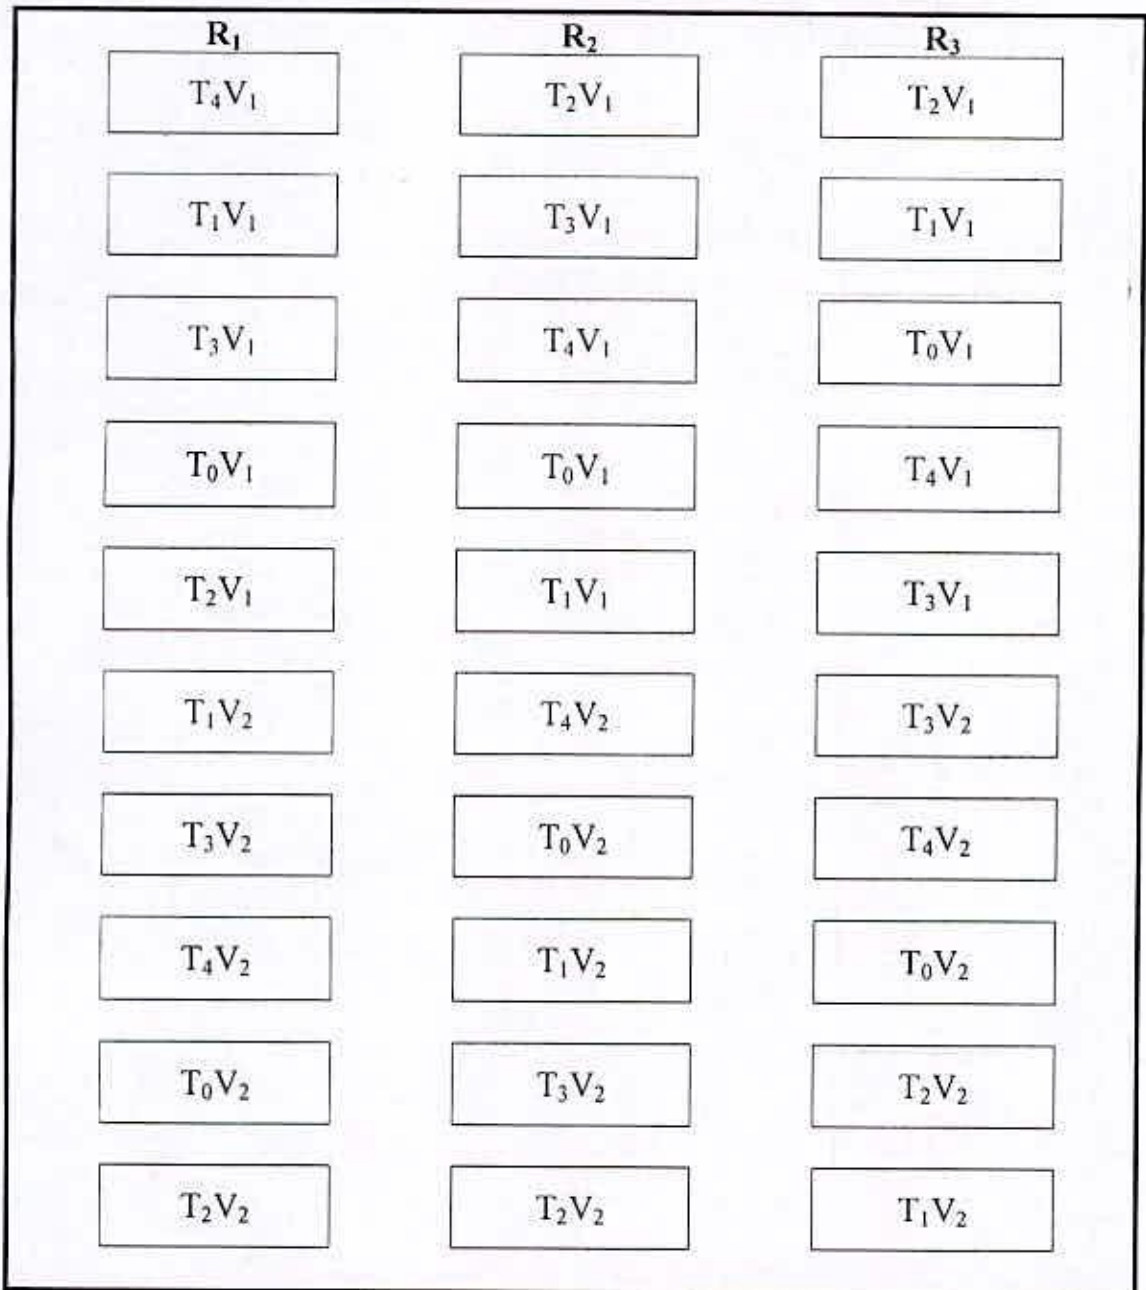 R₁ R₂ R₃
T₄V₁ T₂V₁ T₂V₁
T₁V₁ T₃V₁ T₁V₁
T₃V₁ T₄V₁ T₀V₁
T₀V₁ T₀V₁ T₄V₁
T₂V₁ T₁V₁ T₃V₁
T₁V₂ T₄V₂ T₃V₂
T₃V₂ T₀V₂ T₄V₂
T₄V₂ T₁V₂ T₀V₂
T₀V₂ T₃V₂ T₂V₂
T₂V₂ T₂V₂ T₁V₂